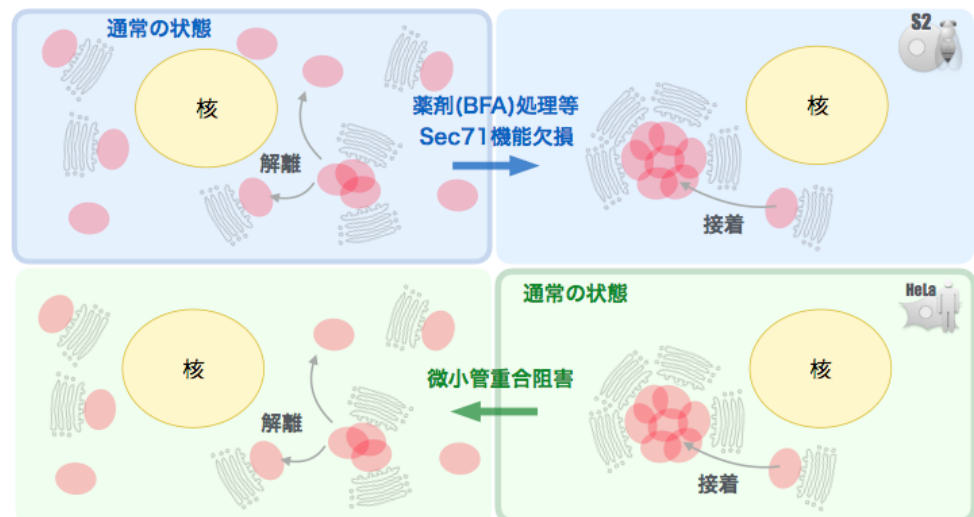 通常の状態
S2
核
核
薬剤(BFA)処理等
Sec71機能欠損
解離
接着
通常の状態
HeLa
核
核
微小管重合阻害
解離
接着